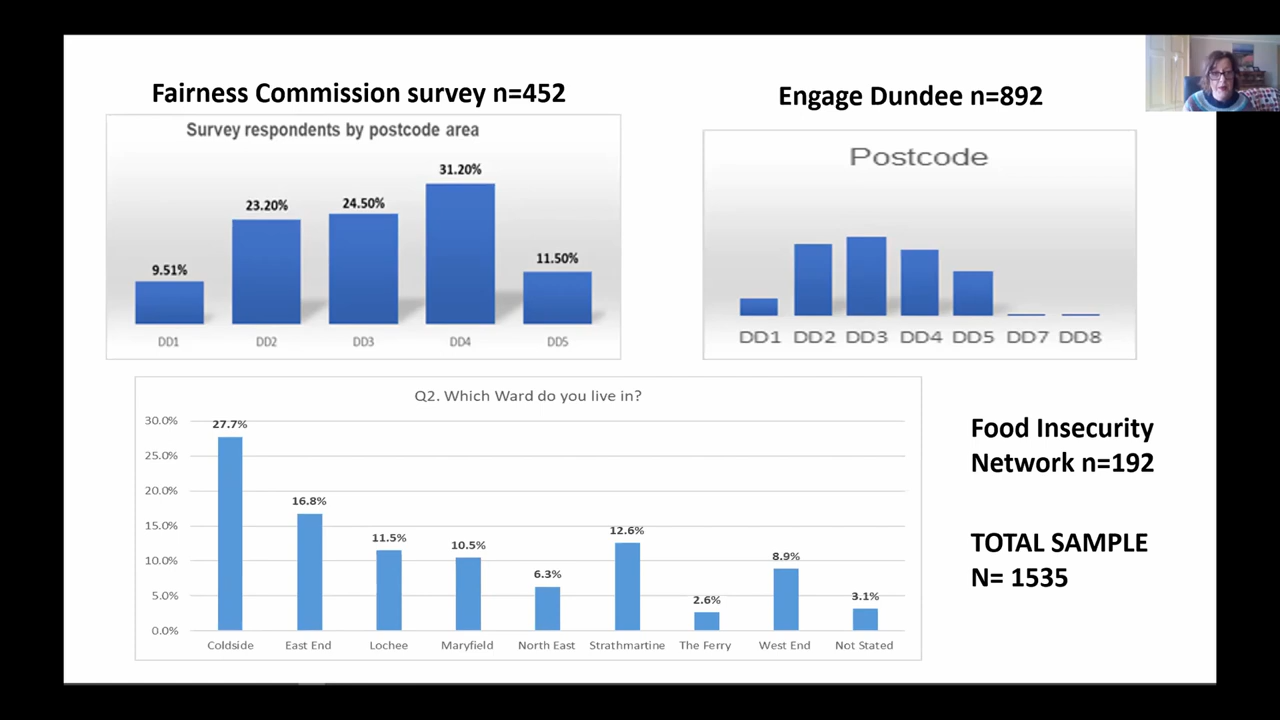 Fairness Commission survey n=452
Survey respondents by postcode area
9.51%
23.20%
24.50%
31.20%
11.50%
DD1
DD2
DD3
DD4
DD5
Engage Dundee n=892
Postcode
DD1
DD2
DD3
DD4
DD5
DD7
DD8
Q2. Which Ward do you live in?
30.0%
25.0%
20.0%
15.0%
10.0%
5.0%
0.0%
27.7%
16.8%
11.5%
10.5%
6.3%
12.6%
2.6%
8.9%
3.1%
Coldside
East End
Lochee
Maryfield
North East
Strathmartine
The Ferry
West End
Not Stated
Food Insecurity
Network n=192
TOTAL SAMPLE
N= 1535